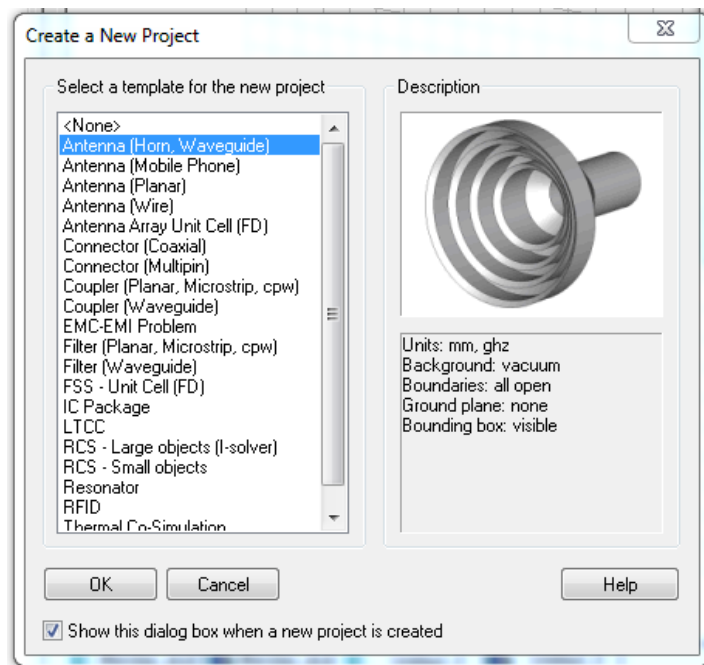 Create a New Project
Select a template for the new project
<None>
Antenna (Horn, Waveguide)
Antenna (Mobile Phone)
Antenna (Planar)
Antenna (Wire)
Antenna Array Unit Cell (FD)
Connector (Coaxial)
Connector (Multipin)
Coupler (Planar, Microstrip, cpw)
Coupler (Waveguide)
EMC-EMI Problem
Filter (Planar, Microstrip, cpw)
Filter (Waveguide)
FSS - Unit Cell (FD)
IC Package
LTCC
RCS - Large objects (I-solver)
RCS - Small objects
Resonator
RFID
Thermal Co-Simulation
Description
Units: mm, ghz
Background: vacuum
Boundaries: all open
Ground plane: none
Bounding box: visible
OK
Cancel
Help
Show this dialog box when a new project is created